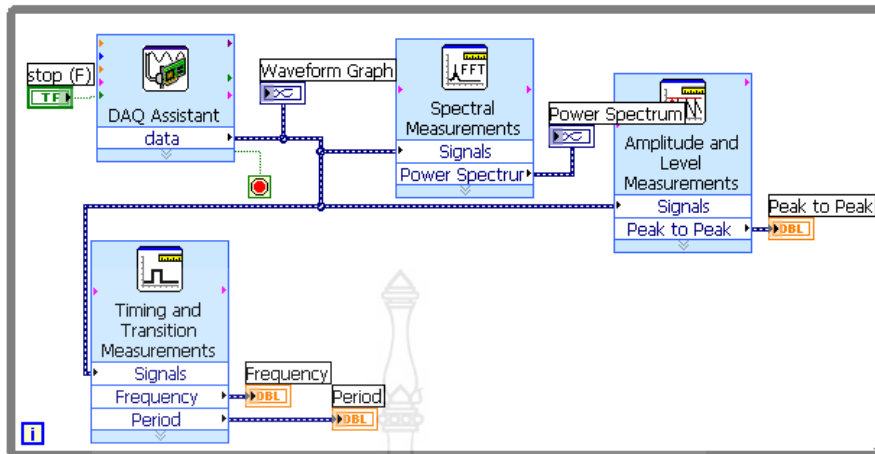 stop (F)
TF
DAQ Assistant
data
Waveform Graph
FFT
Spectral
Measurements
Signals
Power Spectrur
Power Spectrum
Amplitude and
Level
Measurements
Signals
Peak to Peak
Peak to Peak
DBL
Timing and
Transition
Measurements
Signals
Frequency
Period
Frequency
DBL
Period
DBL
i